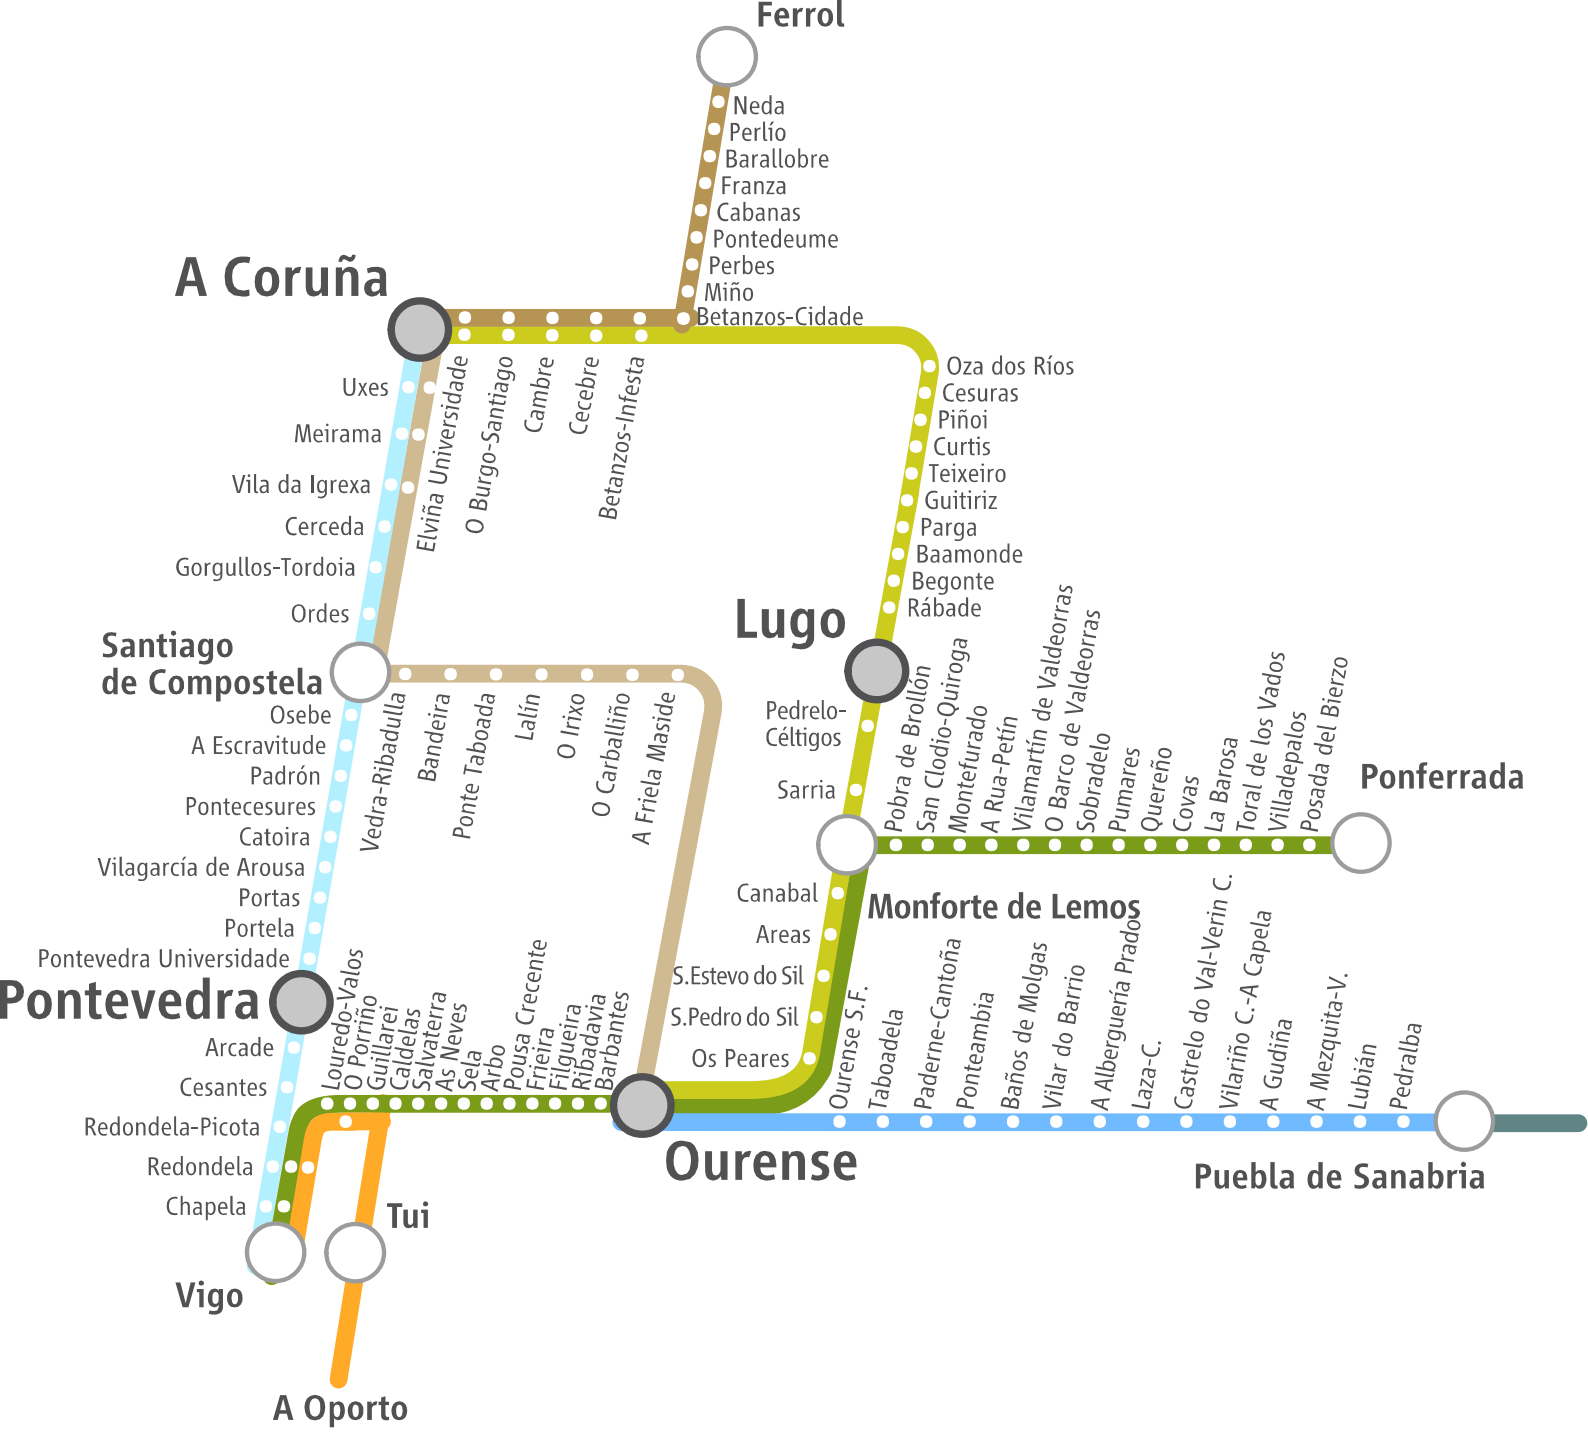 Ferrol
Neda
Perlío
Barallobre
Franza
Cabanas
Pontedeume
Perbes
Miño
Betanzos-Cidade
A Coruña
Elviña Universidade
O Burgo-Santiago
Cambre
Cecebre
Betanzos-Infesta
Oza dos Ríos
Cesuras
Piñoi
Curtis
Teixeiro
Guitiriz
Parga
Baamonde
Begonte
Rábade
Uxes
Meirama
Vila da Igrexa
Cerceda
Gorgullos-Tordoia
Ordes
Santiago
de Compostela
Vedra-Ribadulla
Bandeira
Ponte Taboada
Lalín
O Irixo
O Carballiño
A Friela Maside
Lugo
Pedrelo-
Céltigos
Sarria
Pobra de Brollón
San Clodio-Quiroga
Montefurado
A Rua-Petín
Vilamartín de Valdeorras
O Barco de Valdeorras
Sobradelo
Pumares
Quereño
Covas
La Barosa
Toral de los Vados
Villadepalos
Posada del Bierzo
Ponferrada
Monforte de Lemos
Canabal
Areas
S.Estevo do Sil
S.Pedro do Sil
Os Peares
Osebe
A Escravitude
Padrón
Pontecesures
Catoira
Vilagarcía de Arousa
Portas
Portela
Pontevedra Universidade
Pontevedra
Arcade
Cesantes
Redondela-Picota
Redondela
Chapela
Vigo
Louredo-Valos
O Porriño
Guillarei
Caldelas
Salvaterra
As Neves
Sela
Arbo
Pousa Crecente
Frieira
Filgueira
Ribadavia
Barbantes
Ourense
Ourense S.F.
Taboadela
Paderne-Cantoña
Ponteambia
Baños de Molgas
Vilar do Barrio
A Alberguería Prados
Laza-C.
Castrelo do Val-Verin C.
Vilariño C.-A Capela
A Gudiña
A Mezquita-V.
Lubián
Pedralba
Puebla de Sanabria
Tui
A Oporto